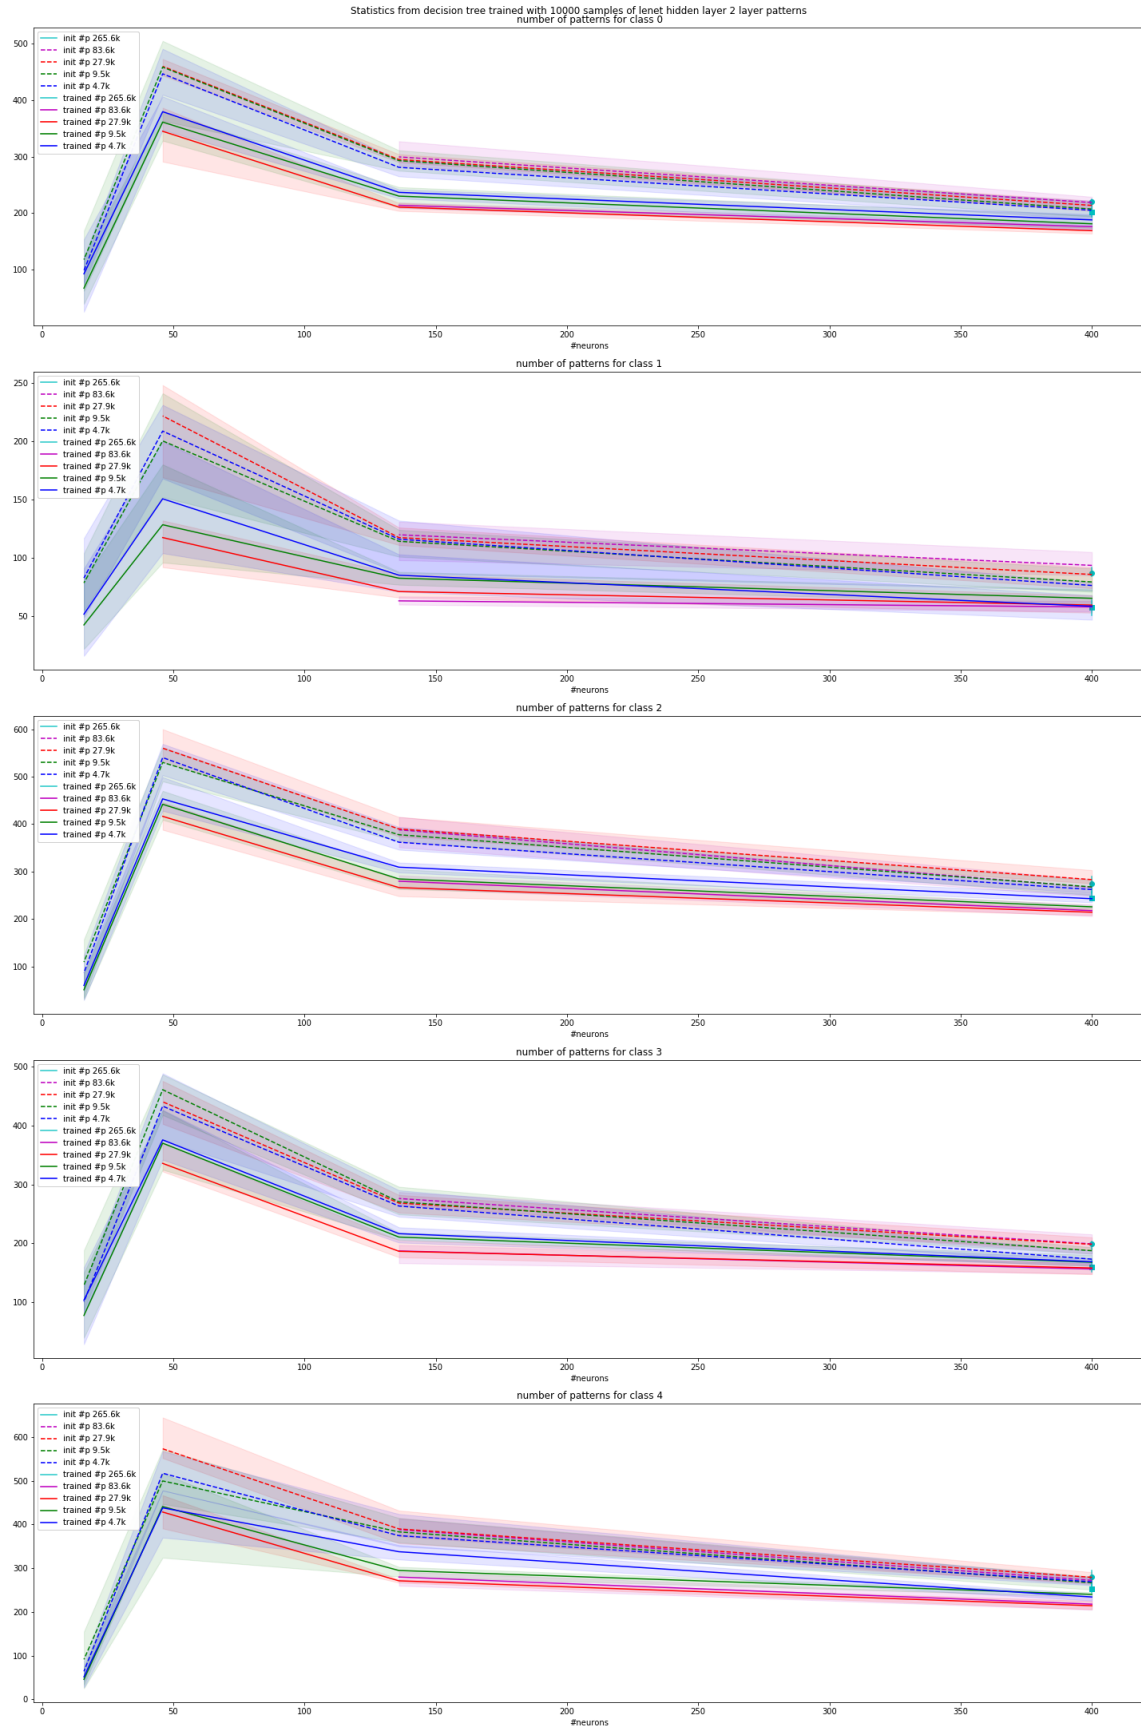 Statistics from decision tree trained with 10000 samples of lenet hidden layer 2 layer patterns
number of patterns for class 0
init #p 265.6k
init #p 83.6k
init #p 27.9k
init #p 9.5k
init #p 4.7k
trained #p 265.6k
trained #p 83.6k
trained #p 27.9k
trained #p 9.5k
trained #p 4.7k
500
400
300
200
100
0 50 100 150 200 250 300 350 400
#neurons
number of patterns for class 1
init #p 265.6k
init #p 83.6k
init #p 27.9k
init #p 9.5k
init #p 4.7k
trained #p 265.6k
trained #p 83.6k
trained #p 27.9k
trained #p 9.5k
trained #p 4.7k
250
200
150
100
50
0 50 100 150 200 250 300 350 400
#neurons
number of patterns for class 2
init #p 265.6k
init #p 83.6k
init #p 27.9k
init #p 9.5k
init #p 4.7k
trained #p 265.6k
trained #p 83.6k
trained #p 27.9k
trained #p 9.5k
trained #p 4.7k
600
500
400
300
200
100
0 50 100 150 200 250 300 350 400
#neurons
number of patterns for class 3
init #p 265.6k
init #p 83.6k
init #p 27.9k
init #p 9.5k
init #p 4.7k
trained #p 265.6k
trained #p 83.6k
trained #p 27.9k
trained #p 9.5k
trained #p 4.7k
500
400
300
200
100
0 50 100 150 200 250 300 350 400
#neurons
number of patterns for class 4
init #p 265.6k
init #p 83.6k
init #p 27.9k
init #p 9.5k
init #p 4.7k
trained #p 265.6k
trained #p 83.6k
trained #p 27.9k
trained #p 9.5k
trained #p 4.7k
600
500
400
300
200
100
0
0 50 100 150 200 250 300 350 400
#neurons